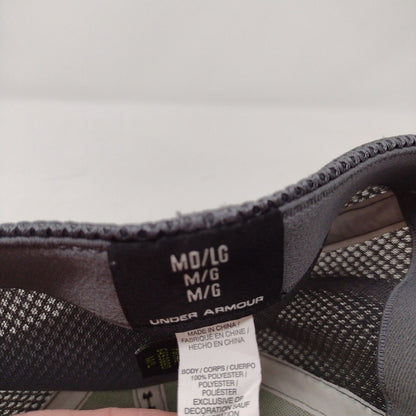 MD/LG
M/G
M/G
UNDER ARMOUR
MADE IN CHINA /
FABRIQUÉ EN CHINE /
HECHO EN CHINA
BODY / CORPS / CUERPO
100% POLYESTER /
POLYESTER /
POLIÉSTER
EXCLUSIVE OF
DECORATION